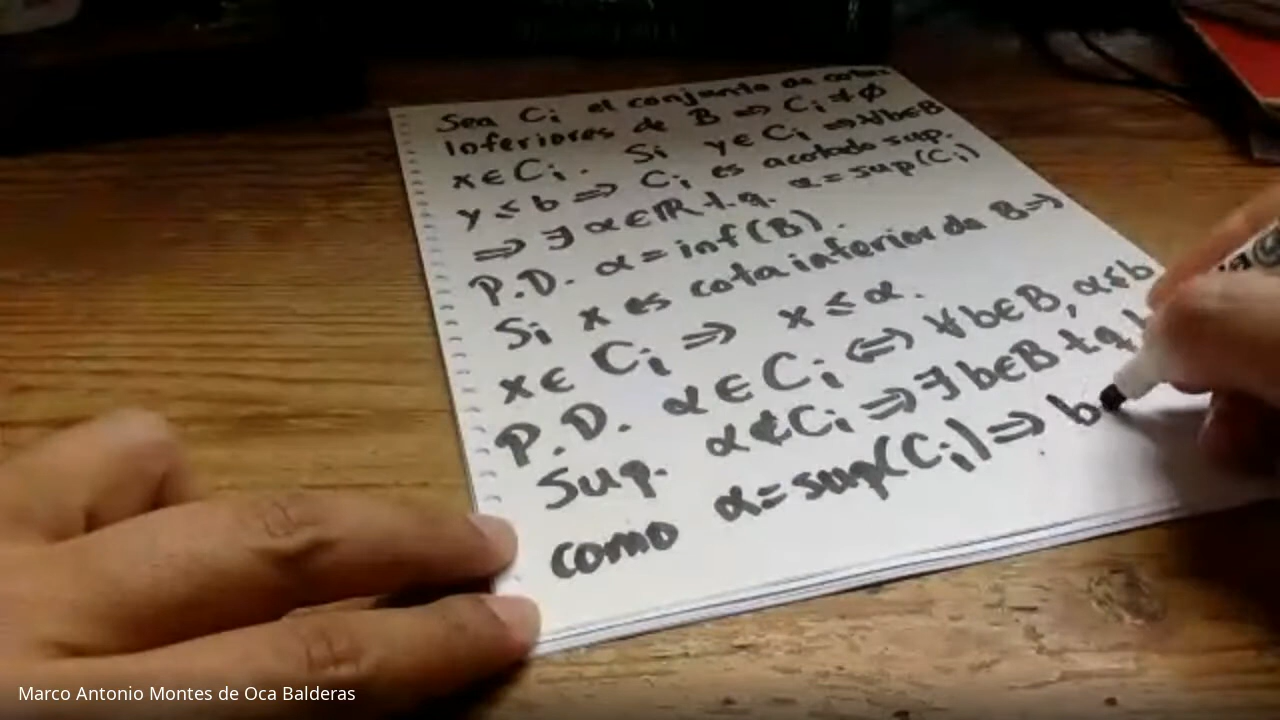 Sea Ci el conjunto de cotas
inferiores de B ⇒ Ci ≠ ∅
x ∈ Ci. Si y ∈ Ci ⇒ ∀b∈B
y ≤ b ⇒ Ci es acotado sup.
⇒ ∃ α ∈ ℝ t.q. α = sup(Ci)
P.D. α = inf(B).
Si x es cota inferior de B ⇒
x ∈ Ci ⇒ x ≤ α.
P.D. α ∈ Ci ⇔ ∀b∈B, α ≤ b
Sup. α ∉ Ci ⇒ ∃ b∈B t.q.
como α = sup(Ci) ⇒ b
Marco Antonio Montes de Oca Balderas